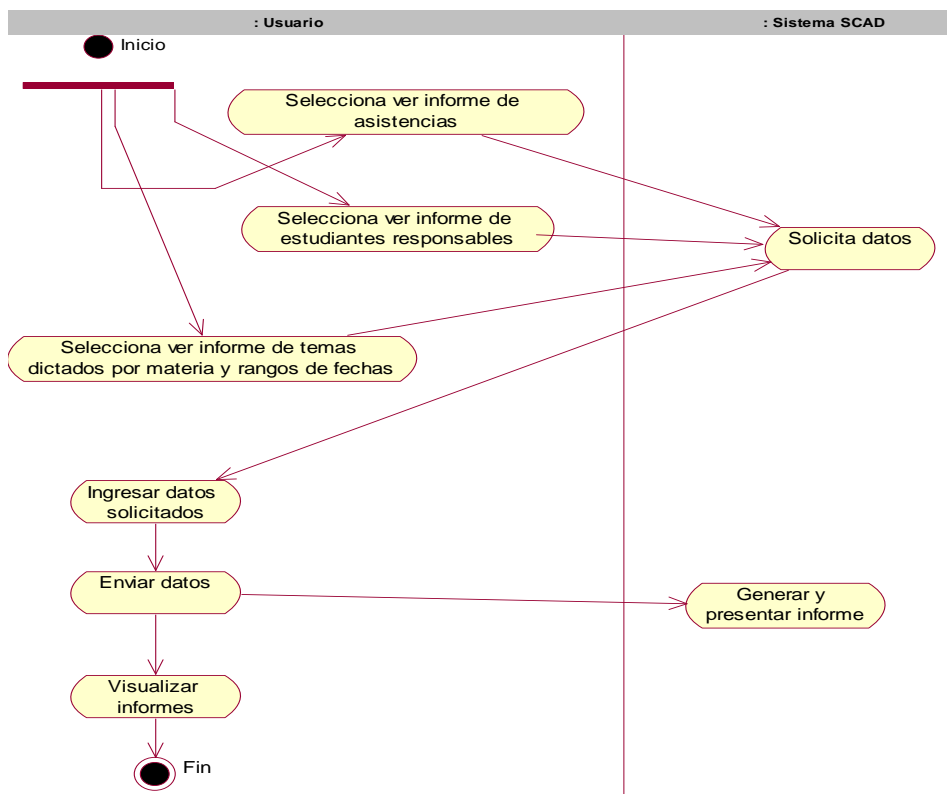 : Usuario
: Sistema SCAD
Inicio
Selecciona ver informe de
asistencias
Selecciona ver informe de
estudiantes responsables
Solicita datos
Selecciona ver informe de temas
dictados por materia y rangos de fechas
Ingresar datos
solicitados
Enviar datos
Generar y
presentar informe
Visualizar
informes
Fin